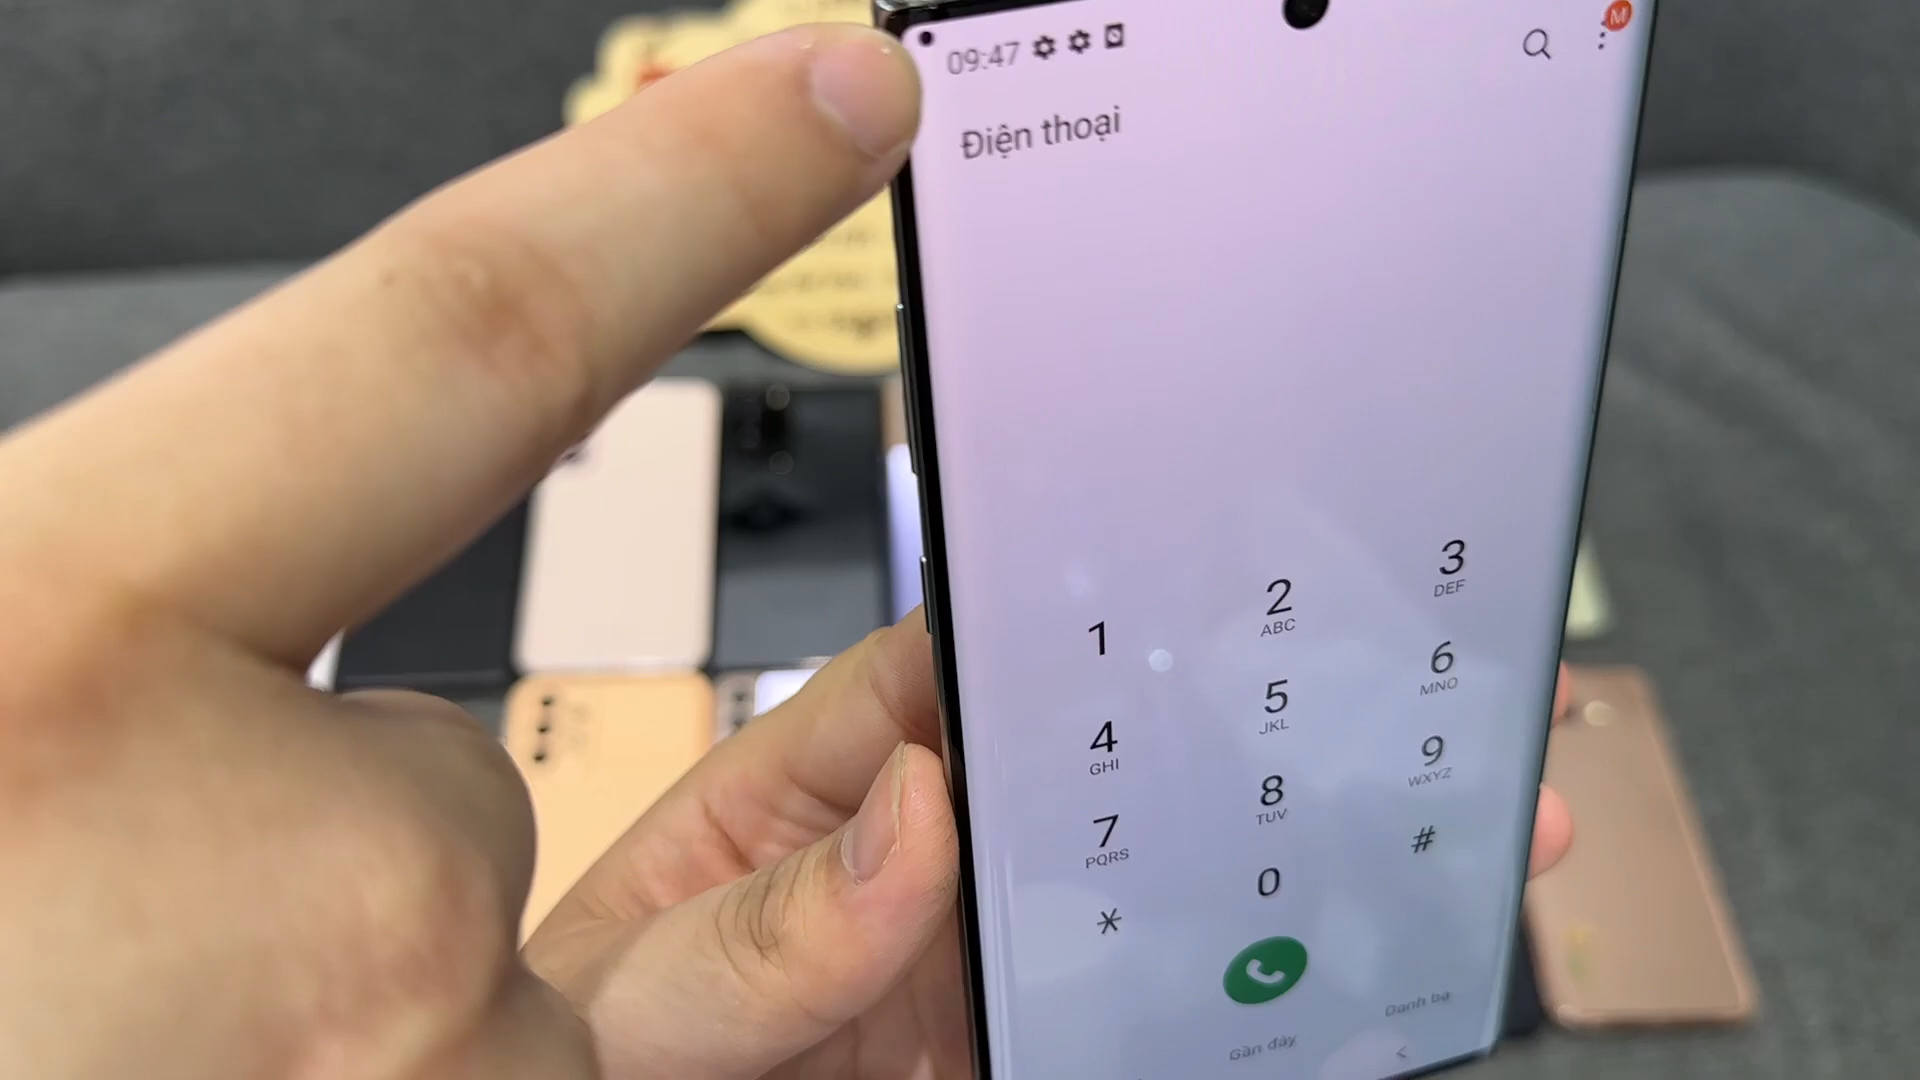 09:47
M
Điện thoại
1
2
ABC
3
DEF
4
GHI
5
JKL
6
MNO
7
PQRS
8
TUV
9
WXYZ
*
0
#
Gần đây
Danh bạ